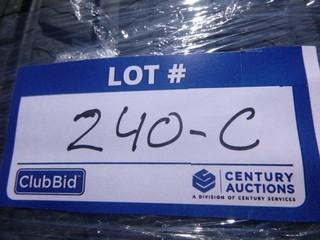 LOT #
240-C
ClubBid
CENTURY
AUCTIONS
A DIVISION OF CENTURY SERVICES